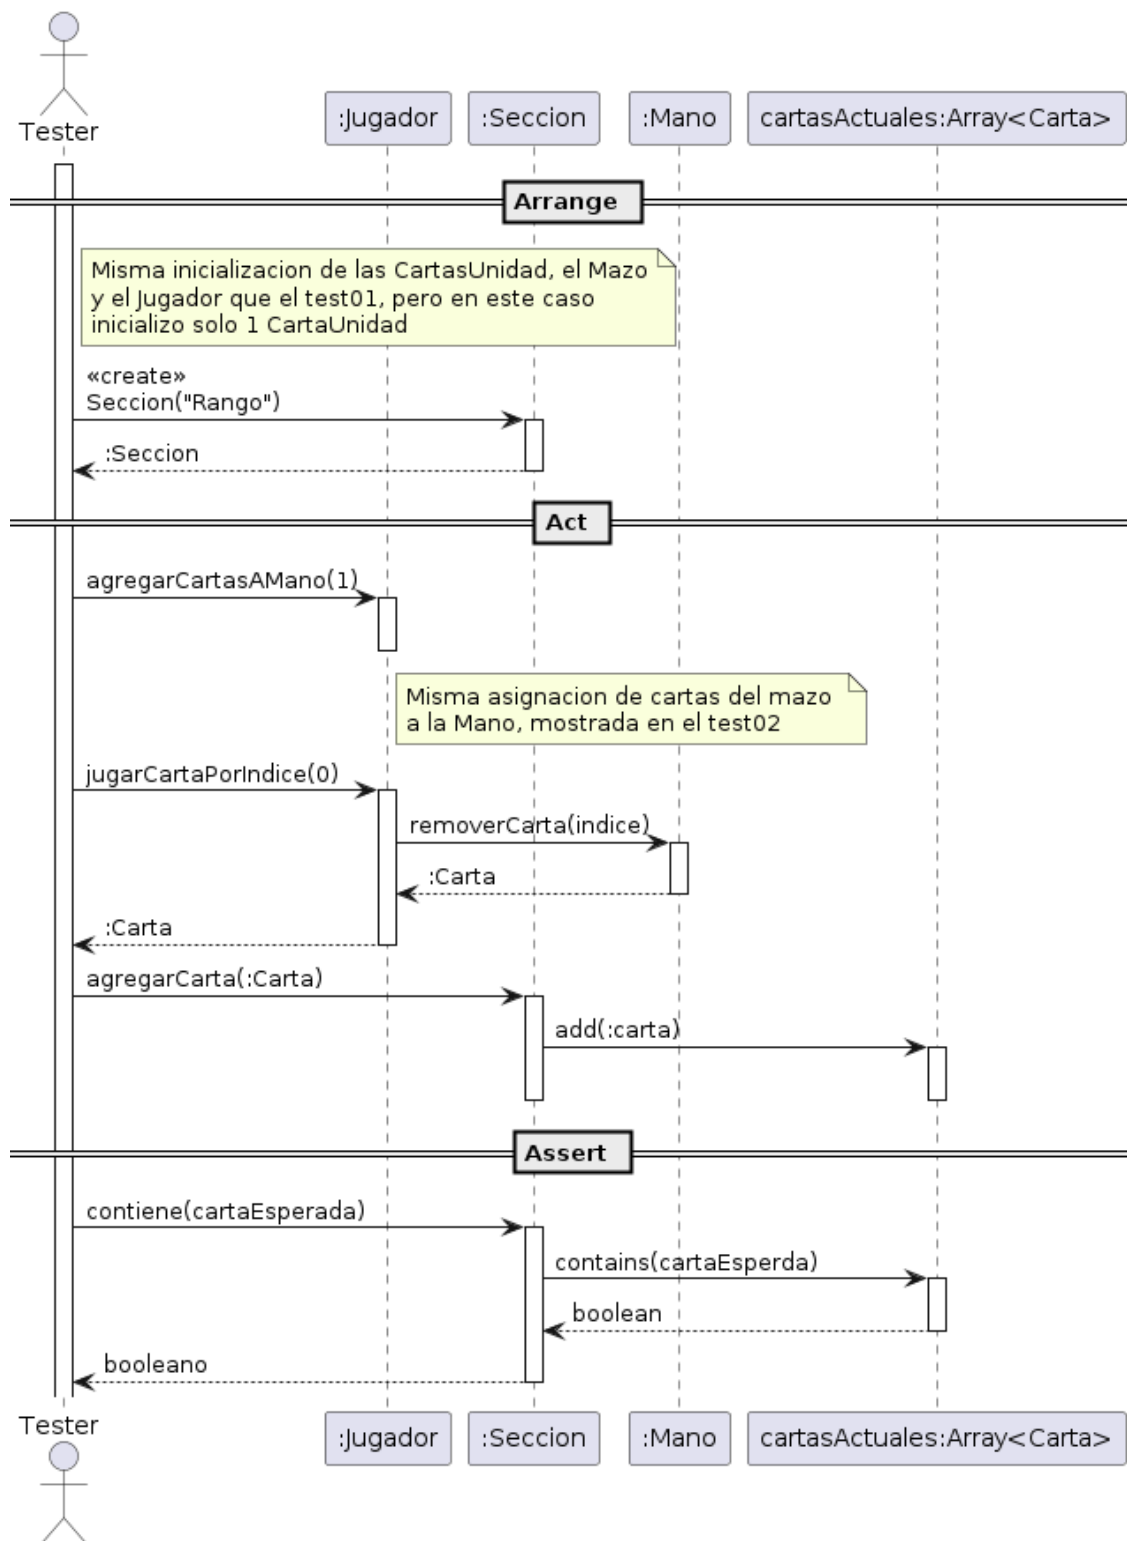 Tester
:Jugador
:Seccion
:Mano
cartasActuales:Array<Carta>
Arrange
Misma inicializacion de las CartasUnidad, el Mazo
y el Jugador que el test01, pero en este caso
inicializo solo 1 CartaUnidad
«create»
Seccion("Rango")
:Seccion
Act
agregarCartasAMano(1)
Misma asignacion de cartas del mazo
a la Mano, mostrada en el test02
jugarCartaPorIndice(0)
removerCarta(indice)
:Carta
:Carta
agregarCarta(:Carta)
add(:carta)
Assert
contiene(cartaEsperada)
contains(cartaEsperda)
boolean
booleano
Tester
:Jugador
:Seccion
:Mano
cartasActuales:Array<Carta>